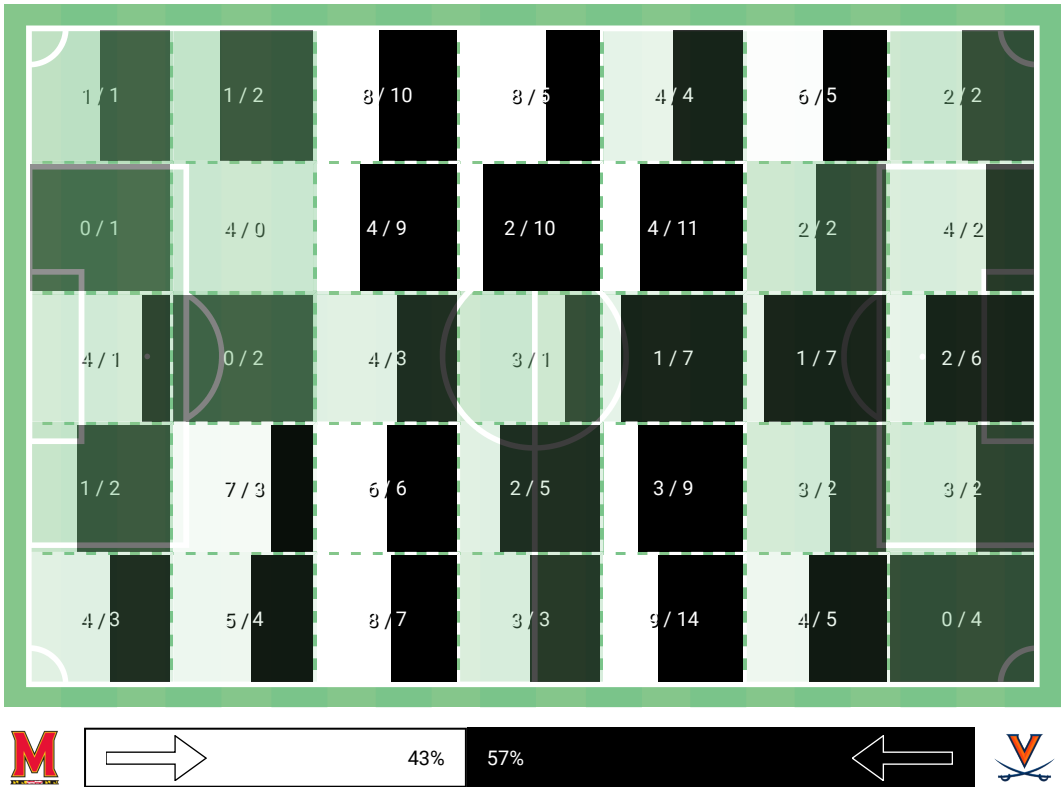 1 / 1 1 / 2 8 / 10 8 / 5 4 / 4 6 / 5 2 / 2
0 / 1 4 / 0 4 / 9 2 / 10 4 / 11 2 / 2 4 / 2
4 / 1 0 / 2 4 / 3 3 / 1 1 / 7 1 / 7 2 / 6
1 / 2 7 / 3 6 / 6 2 / 5 3 / 9 3 / 2 3 / 2
4 / 3 5 / 4 8 / 7 3 / 3 9 / 14 4 / 5 0 / 4
M 43% 57% V